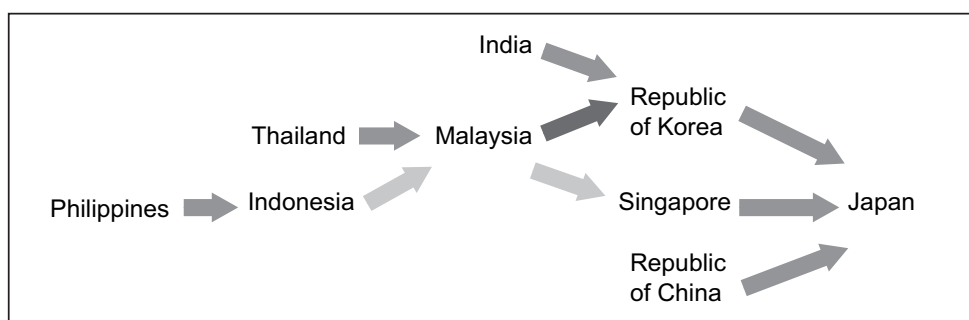 India
Republic
of Korea
Thailand
Malaysia
Philippines
Indonesia
Singapore
Japan
Republic
of China